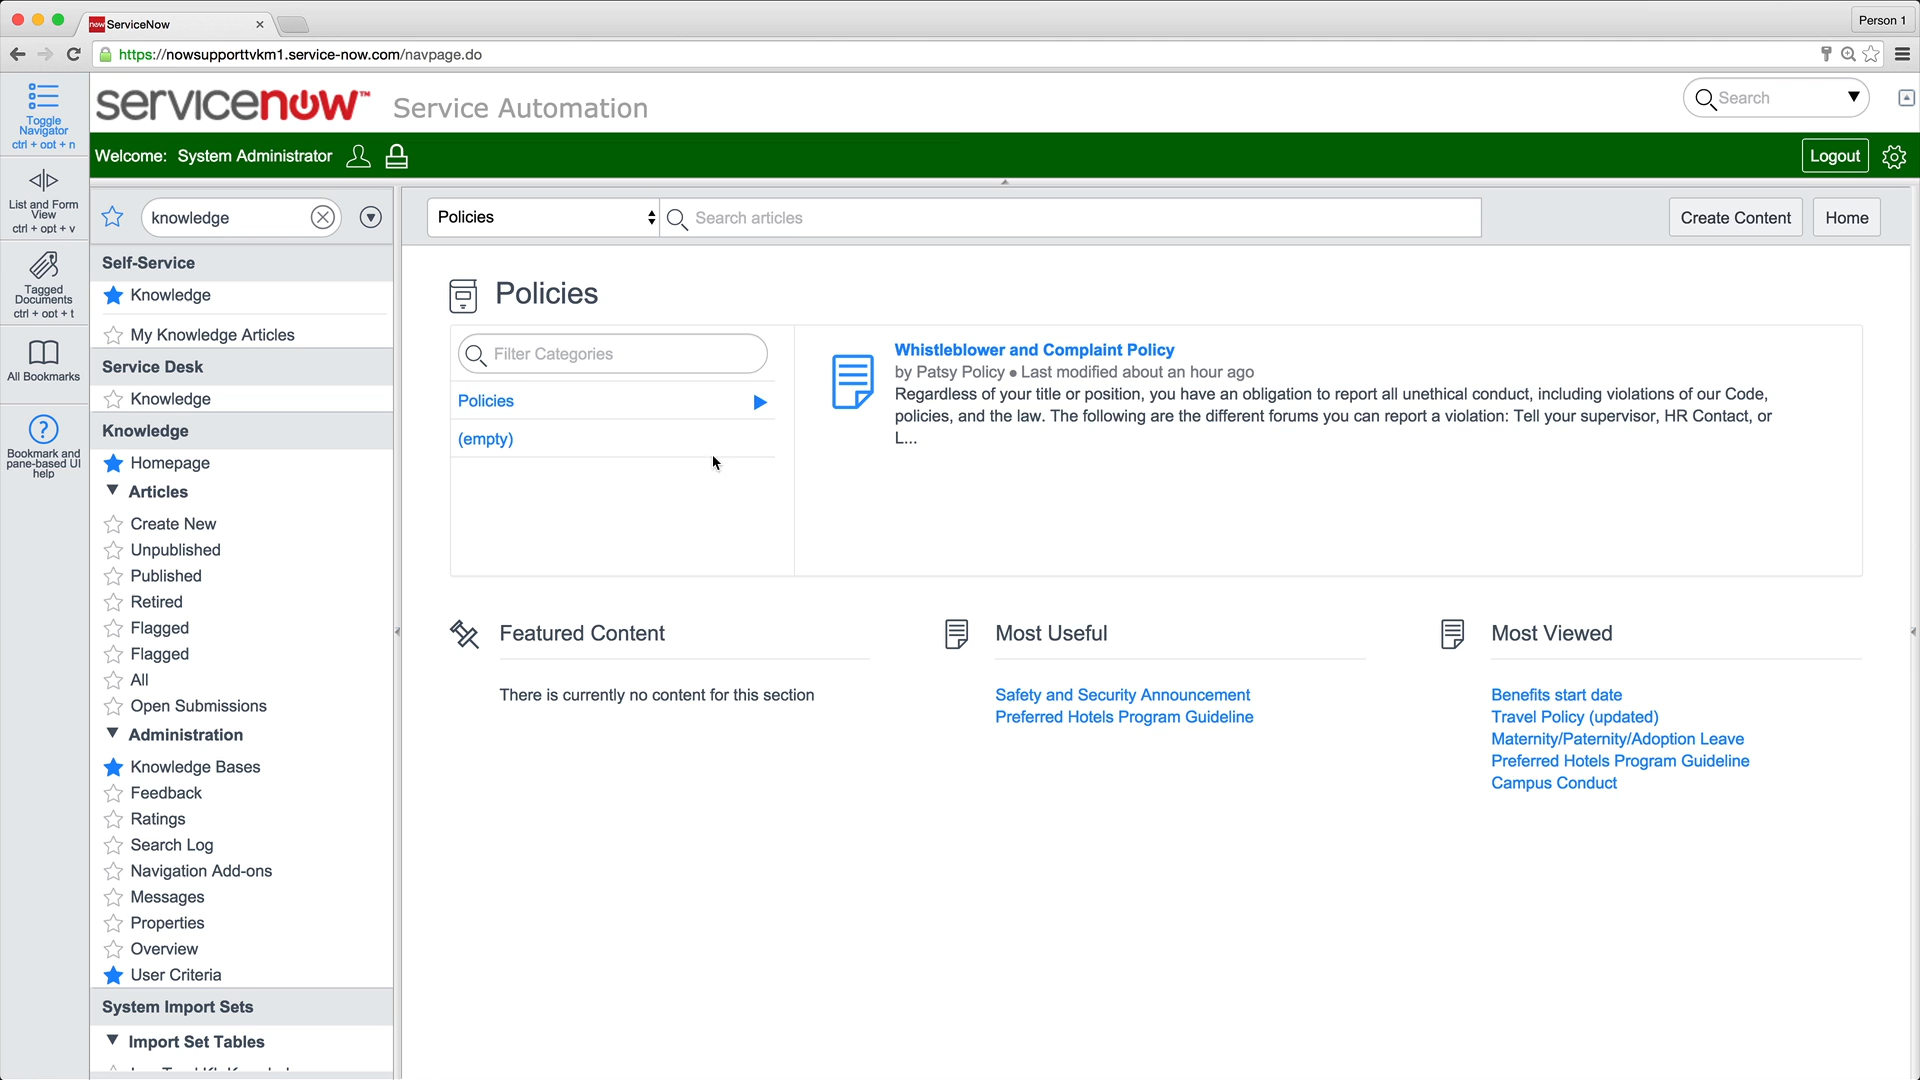 ServiceNow
Person 1
https://nowsupporttvkm1.service-now.com/navpage.do
Toggle
Navigator
ctrl + opt + n
List and Form
View
ctrl + opt + v
Tagged
Documents
ctrl + opt + t
All Bookmarks
Bookmark and
pane-based UI
help
servicenow™ Service Automation
Search
Welcome: System Administrator
Logout
knowledge
Self-Service
Knowledge
My Knowledge Articles
Service Desk
Knowledge
Knowledge
Homepage
Articles
Create New
Unpublished
Published
Retired
Flagged
Flagged
All
Open Submissions
Administration
Knowledge Bases
Feedback
Ratings
Search Log
Navigation Add-ons
Messages
Properties
Overview
User Criteria
System Import Sets
Import Set Tables
Policies
Search articles
Create Content
Home
Policies
Filter Categories
Policies
(empty)
Whistleblower and Complaint Policy
by Patsy Policy ● Last modified about an hour ago
Regardless of your title or position, you have an obligation to report all unethical conduct, including violations of our Code,
policies, and the law. The following are the different forums you can report a violation: Tell your supervisor, HR Contact, or
L...
Featured Content
There is currently no content for this section
Most Useful
Safety and Security Announcement
Preferred Hotels Program Guideline
Most Viewed
Benefits start date
Travel Policy (updated)
Maternity/Paternity/Adoption Leave
Preferred Hotels Program Guideline
Campus Conduct